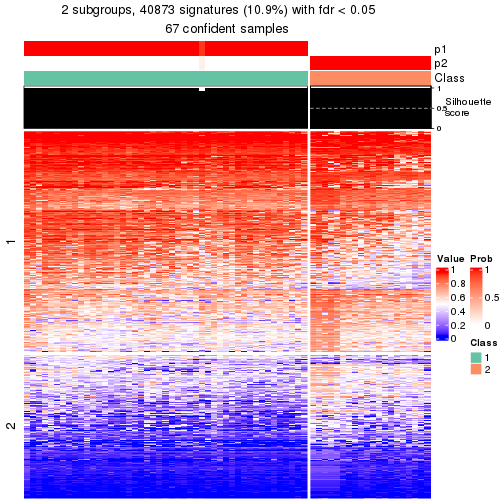 2 subgroups, 40873 signatures (10.9%) with fdr < 0.05
67 confident samples
p1
p2
Class
1
0.5
0
Silhouette
score
1
2
Value
1
0.8
0.6
0.4
0.2
0
Prob
1
0.5
0
Class
1
2